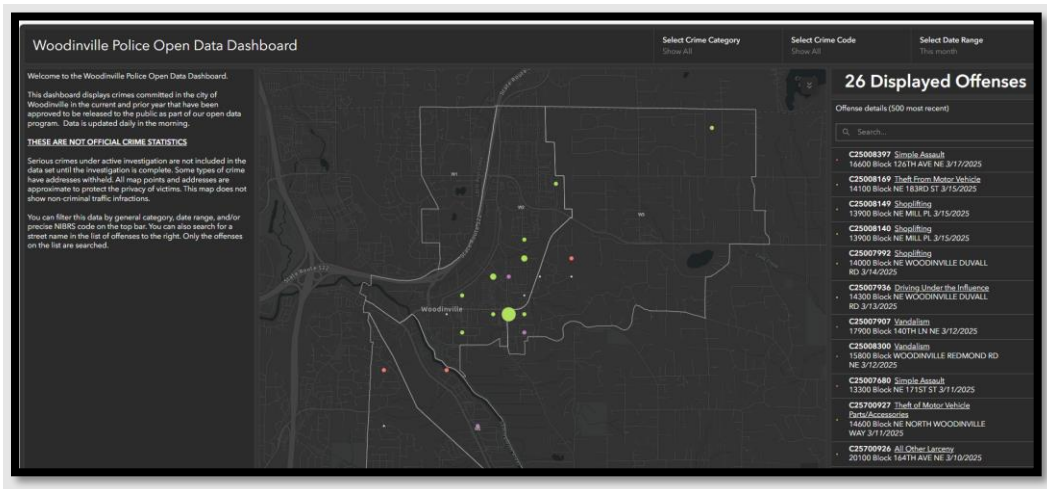 Woodinville Police Open Data Dashboard
Select Crime Category
Show All
Select Crime Code
Show All
Select Date Range
This month
Welcome to the Woodinville Police Open Data Dashboard.
This dashboard displays crimes committed in the city of
Woodinville in the current and prior year that have been
approved to be released to the public as part of our open data
program. Data is updated daily in the morning.
THESE ARE NOT OFFICIAL CRIME STATISTICS
Serious crimes under active investigation are not included in the
data set until the investigation is complete. Some types of crime
have addresses withheld. All map points and addresses are
approximate to protect the privacy of victims. This map does not
show non-criminal traffic infractions.
You can filter this data by general category, date range, and/or
precise NIBRS code on the top bar. You can also search for a
street name in the list of offenses to the right. Only the offenses
on the list are searched.
State Route 522
Woodinville
26 Displayed Offenses
Offense details (500 most recent)
Search...
C25008397 Simple Assault
16600 Block 126TH AVE NE 3/17/2025
C25008169 Theft From Motor Vehicle
14100 Block NE 183RD ST 3/15/2025
C25008149 Shoplifting
13900 Block NE MILL PL 3/15/2025
C25008140 Shoplifting
13900 Block NE MILL PL 3/15/2025
C25007992 Shoplifting
14000 Block NE WOODINVILLE DUVALL
RD 3/14/2025
C25007936 Driving Under the Influence
14300 Block NE WOODINVILLE DUVALL
RD 3/13/2025
C25007907 Vandalism
17900 Block 140TH LN NE 3/12/2025
C25008300 Vandalism
15800 Block WOODINVILLE REDMOND RD
NE 3/12/2025
C25007680 Simple Assault
13300 Block NE 171ST ST 3/11/2025
C25700927 Theft of Motor Vehicle
Parts/Accessories
14600 Block NE NORTH WOODINVILLE
WAY 3/11/2025
C25700926 All Other Larceny
20100 Block 164TH AVE NE 3/10/2025